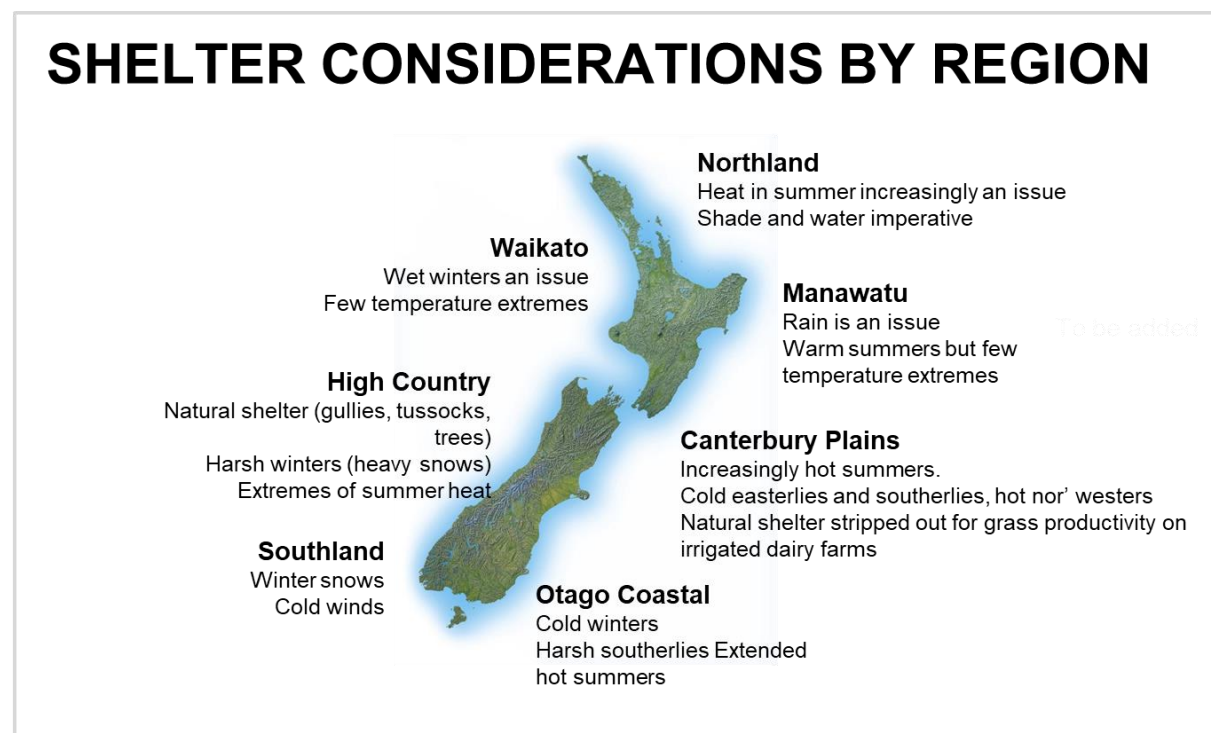 SHELTER CONSIDERATIONS BY REGION
Northland
Heat in summer increasingly an issue
Shade and water imperative
Waikato
Wet winters an issue
Few temperature extremes
Manawatu
Rain is an issue
Warm summers but few
temperature extremes
To be added
High Country
Natural shelter (gullies, tussocks,
trees)
Harsh winters (heavy snows)
Extremes of summer heat
Canterbury Plains
Increasingly hot summers.
Cold easterlies and southerlies, hot nor’ westers
Natural shelter stripped out for grass productivity on
irrigated dairy farms
Southland
Winter snows
Cold winds
Otago Coastal
Cold winters
Harsh southerlies Extended
hot summers